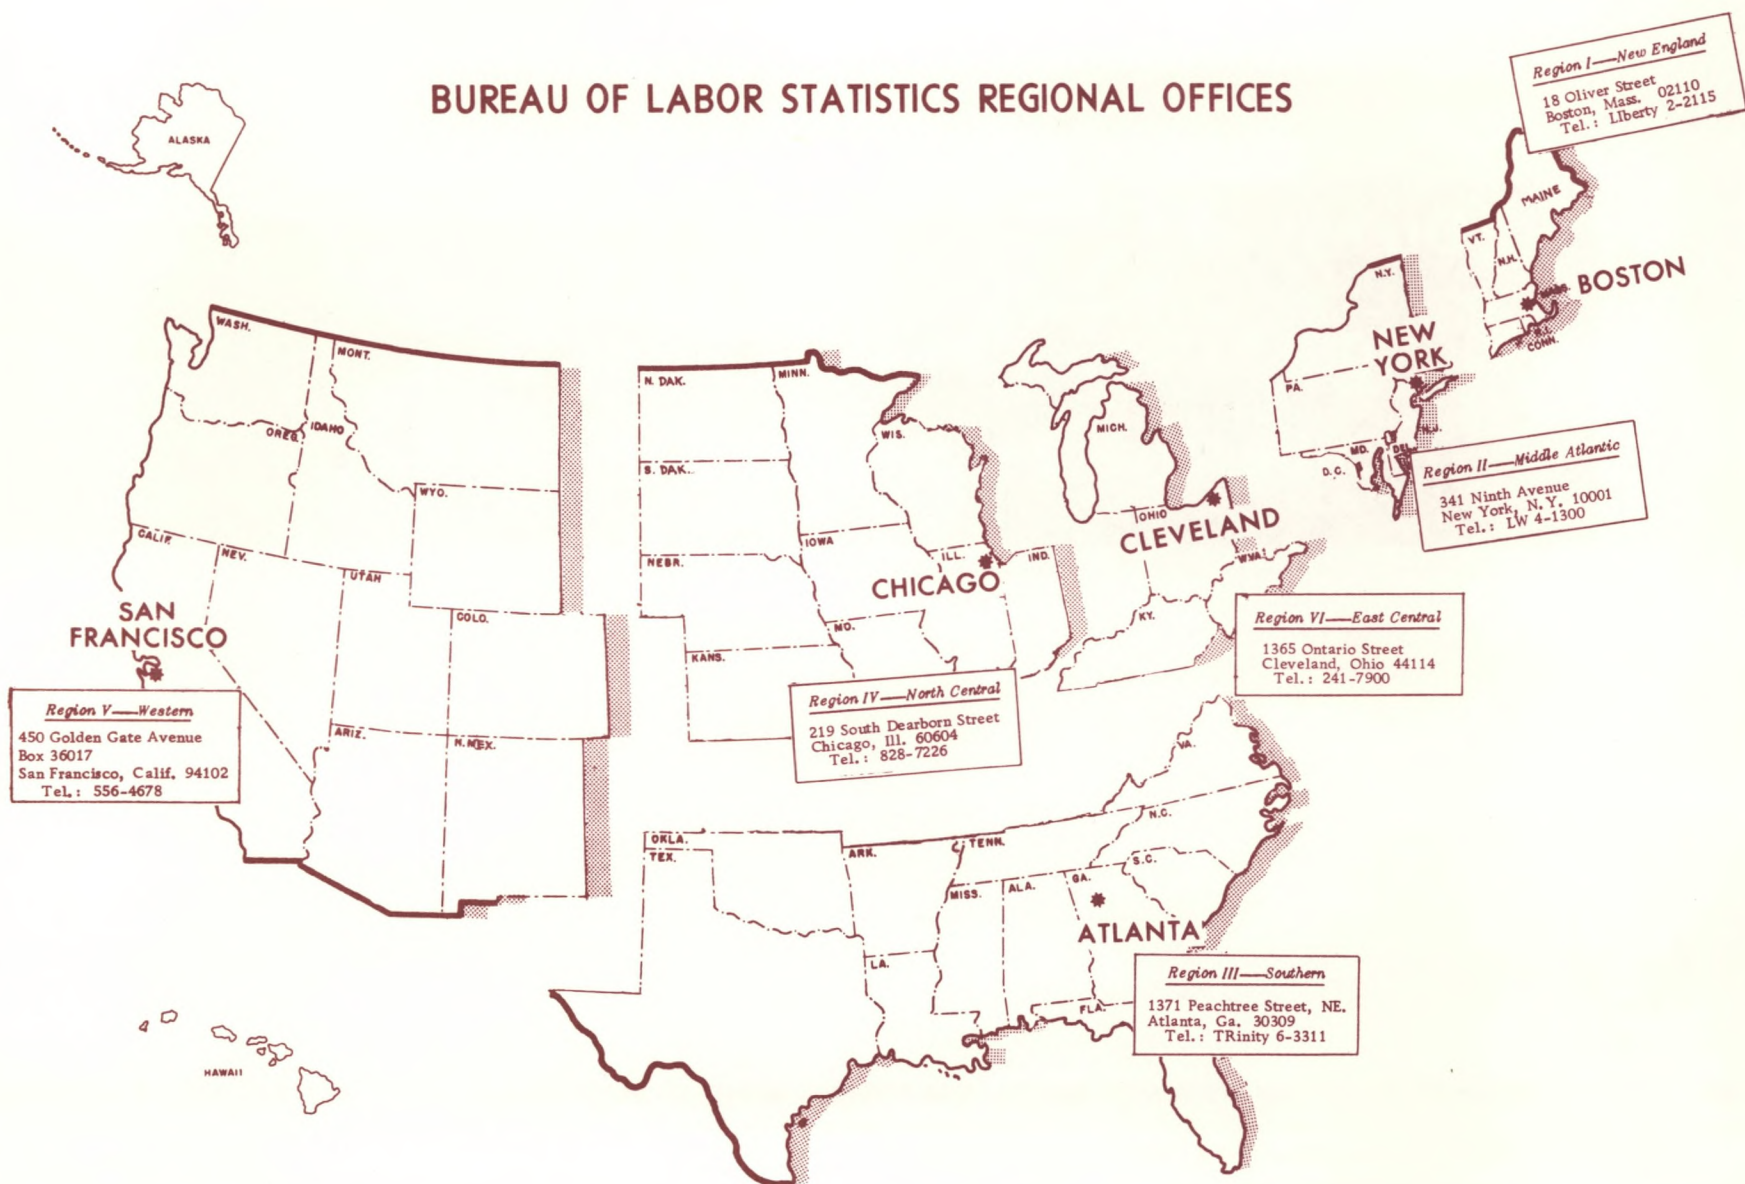 BUREAU OF LABOR STATISTICS REGIONAL OFFICES
Region I—New England
18 Oliver Street
Boston, Mass. 02110
Tel.: LIberty 2-2115
ALASKA
MAINE
VT.
N.H.
MASS.
BOSTON
R.I.
CONN.
N.Y.
NEW
YORK
PA.
N.J.
MD.
DEL.
D.C.
Region II—Middle Atlantic
341 Ninth Avenue
New York, N. Y. 10001
Tel.: LW 4-1300
WASH.
MONT.
OREG.
IDAHO
WYO.
CALIF.
NEV.
UTAH
COLO.
ARIZ.
N. MEX.
SAN
FRANCISCO
Region V—Western
450 Golden Gate Avenue
Box 36017
San Francisco, Calif. 94102
Tel.: 556-4678
N. DAK.
MINN.
S. DAK.
WIS.
IOWA
NEBR.
ILL.
IND.
CHICAGO
MO.
KANS.
Region IV—North Central
219 South Dearborn Street
Chicago, Ill. 60604
Tel.: 828-7226
MICH.
OHIO
CLEVELAND
W.VA.
KY.
Region VI—East Central
1365 Ontario Street
Cleveland, Ohio 44114
Tel.: 241-7900
VA.
N.C.
S.C.
OKLA.
TEX.
ARK.
TENN.
MISS.
ALA.
GA.
ATLANTA
LA.
FLA.
Region III—Southern
1371 Peachtree Street, NE.
Atlanta, Ga. 30309
Tel.: TRinity 6-3311
HAWAII